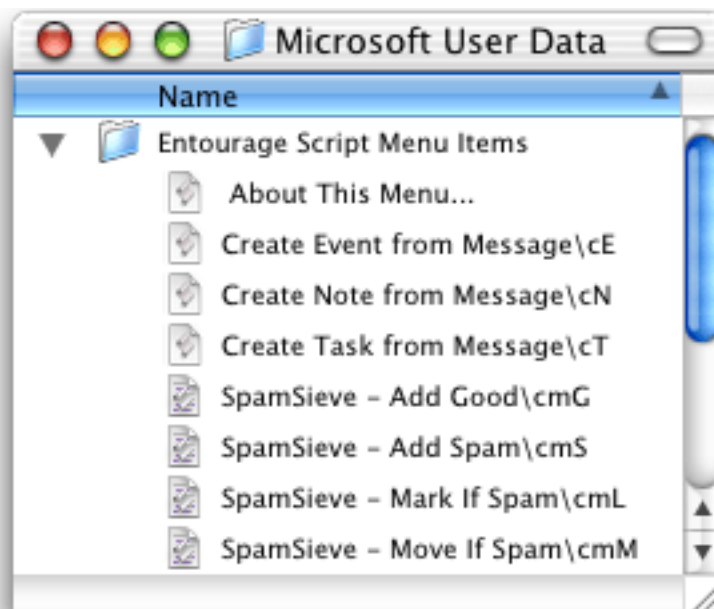 Microsoft User Data
Name
Entourage Script Menu Items
About This Menu...
Create Event from Message\cE
Create Note from Message\cN
Create Task from Message\cT
SpamSieve – Add Good\cmG
SpamSieve – Add Spam\cmS
SpamSieve – Mark If Spam\cmL
SpamSieve – Move If Spam\cmM